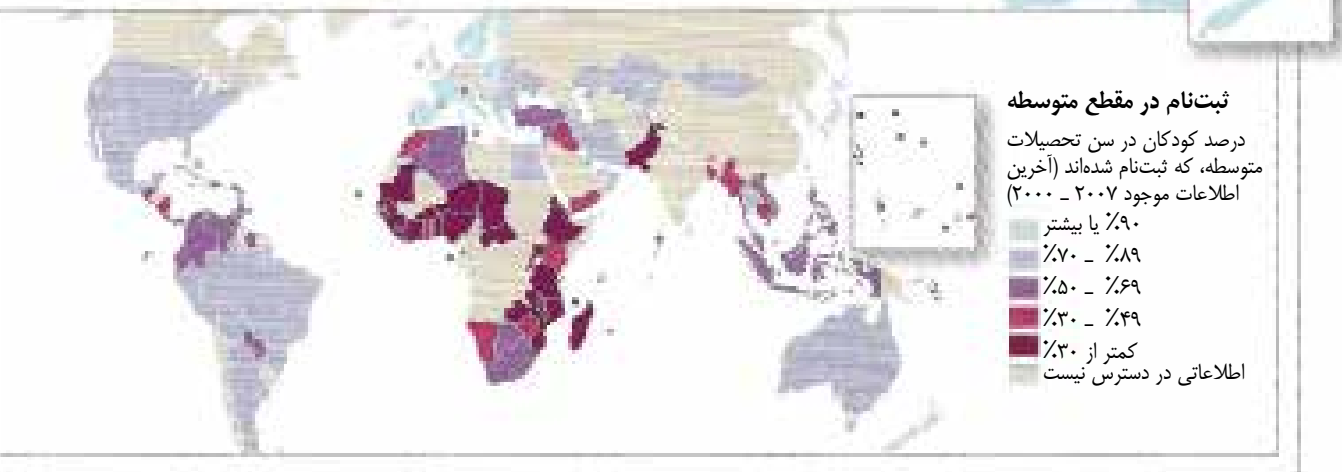 ثبت‌نام در مقطع متوسطه
درصد کودکان در سن تحصیلات
متوسطه، که ثبت‌نام شده‌اند (آخرین
اطلاعات موجود ۲۰۰۷ ـ ۲۰۰۰)
۹۰٪ یا بیشتر
۸۹٪ ـ ۷۰٪
۶۹٪ ـ ۵۰٪
۴۹٪ ـ ۳۰٪
کمتر از ۳۰٪
اطلاعاتی در دسترس نیست